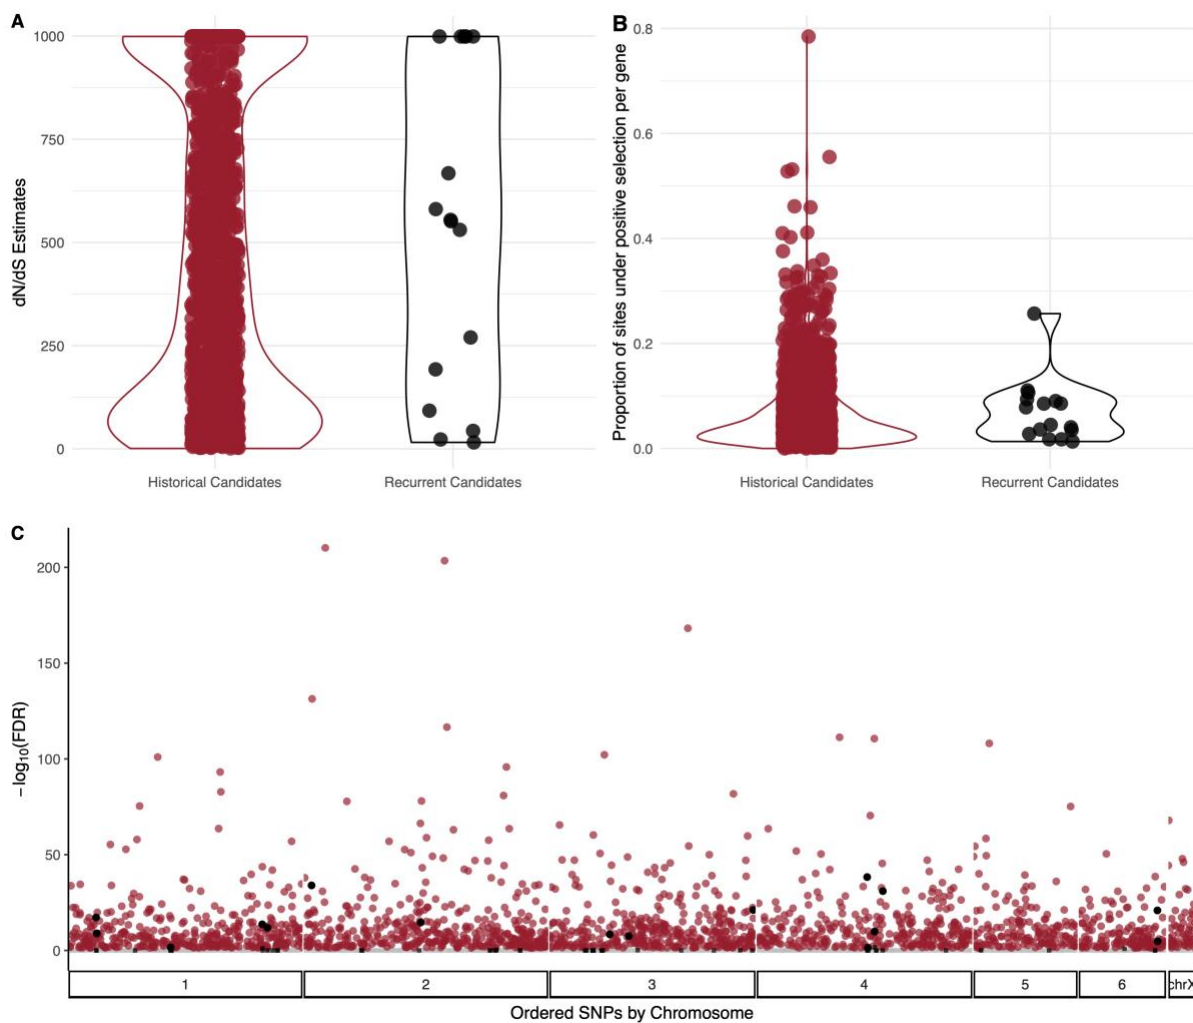 A
dN/dS Estimates
1000
750
500
250
0
Historical Candidates
Recurrent Candidates
B
Proportion of sites under positive selection per gene
0.8
0.6
0.4
0.2
0.0
Historical Candidates
Recurrent Candidates
C
−log₁₀(FDR)
200
150
100
50
0
1
2
3
4
5
6
chrX
Ordered SNPs by Chromosome